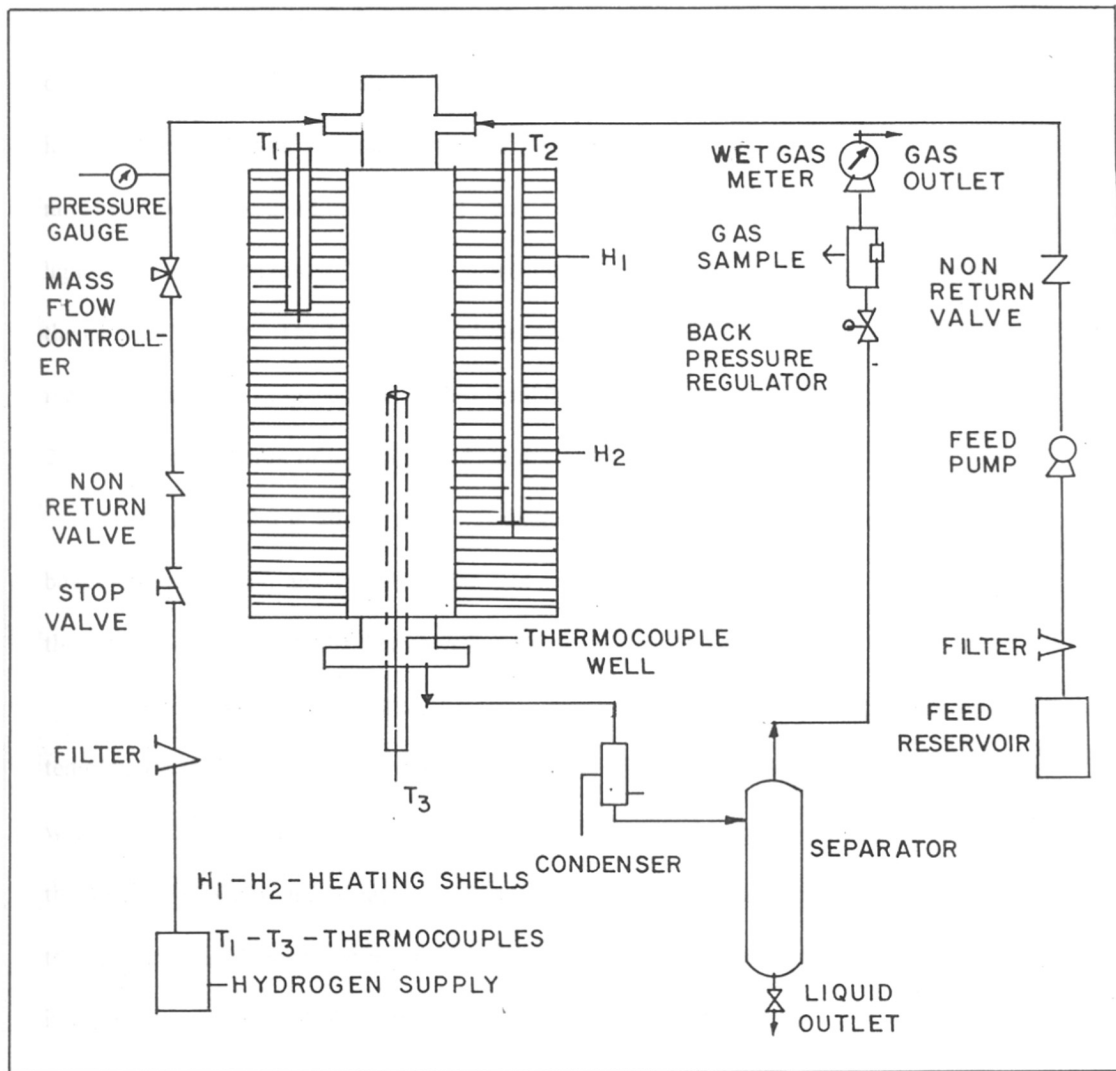 T1
T2
PRESSURE
GAUGE
MASS
FLOW
CONTROLL-
ER
NON
RETURN
VALVE
STOP
VALVE
FILTER
HYDROGEN SUPPLY
H1
H2
THERMOCOUPLE
WELL
T3
CONDENSER
H1-H2-HEATING SHELLS
T1-T3-THERMOCOUPLES
WET GAS
METER
GAS
OUTLET
GAS
SAMPLE
BACK
PRESSURE
REGULATOR
SEPARATOR
LIQUID
OUTLET
NON
RETURN
VALVE
FEED
PUMP
FILTER
FEED
RESERVOIR